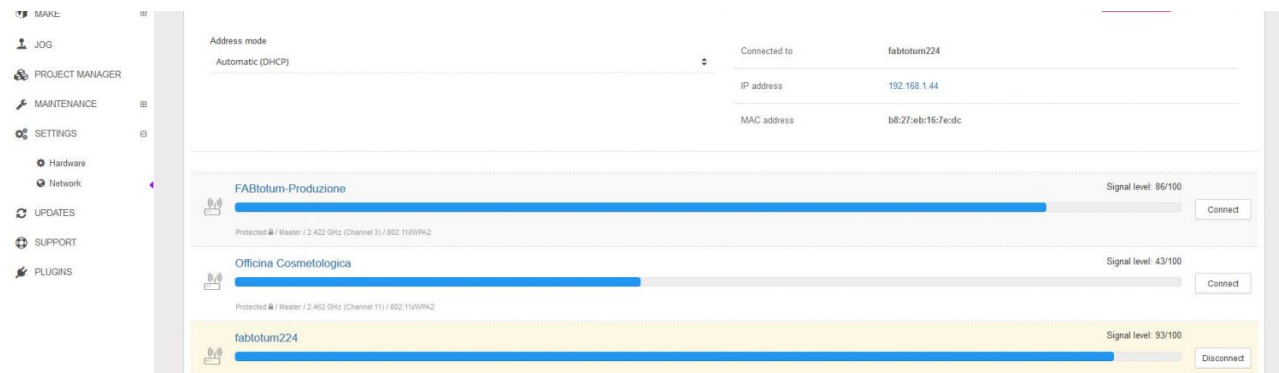 MAKE
JOG
PROJECT MANAGER
MAINTENANCE
SETTINGS
Hardware
Network
UPDATES
SUPPORT
PLUGINS
Address mode
Automatic (DHCP)
Connected to fabtotum224
IP address 192.168.1.44
MAC address b8:27:eb:16:7e:dc
FABtotum-Produzione
Signal level: 86/100
Connect
Protected / Master / 2.422 GHz (Channel 3) / 802.11i/WPA2
Officina Cosmetologica
Signal level: 43/100
Connect
Protected / Master / 2.462 GHz (Channel 11) / 802.11i/WPA2
fabtotum224
Signal level: 93/100
Disconnect